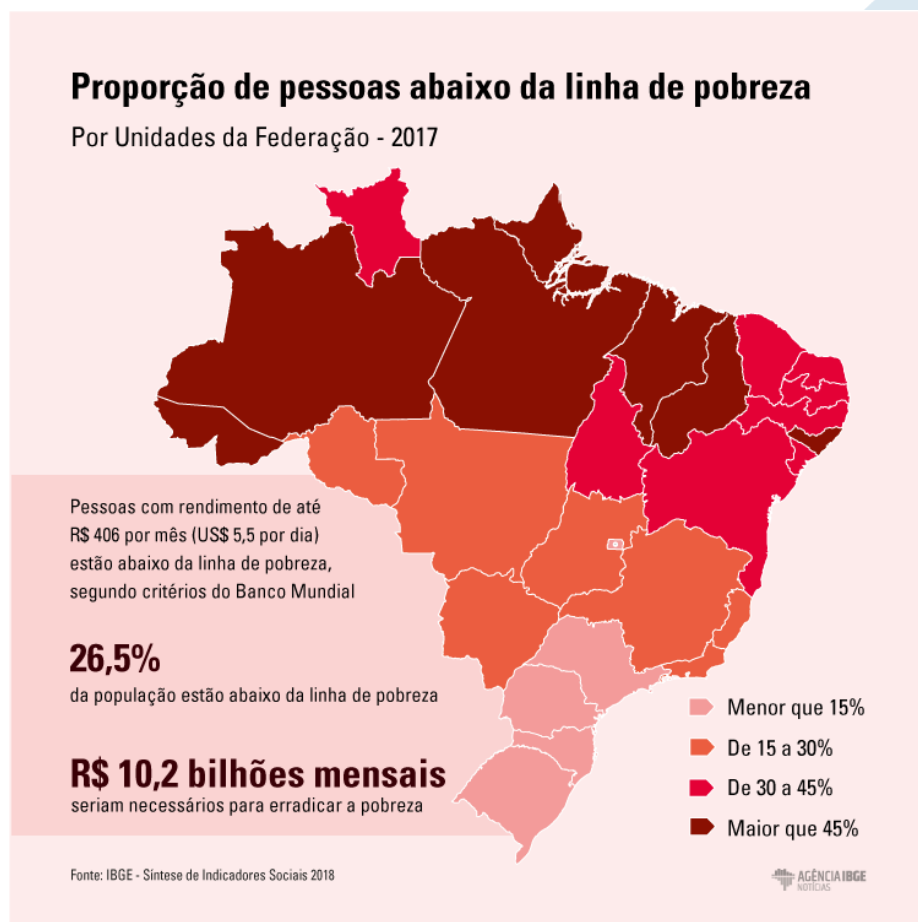 Proporção de pessoas abaixo da linha de pobreza
Por Unidades da Federação - 2017
Pessoas com rendimento de até
R$ 406 por mês (US$ 5,5 por dia)
estão abaixo da linha de pobreza,
segundo critérios do Banco Mundial
26,5%
da população estão abaixo da linha de pobreza
R$ 10,2 bilhões mensais
seriam necessários para erradicar a pobreza
Menor que 15%
De 15 a 30%
De 30 a 45%
Maior que 45%
Fonte: IBGE - Síntese de Indicadores Sociais 2018
AGÊNCIA IBGE
NOTÍCIAS